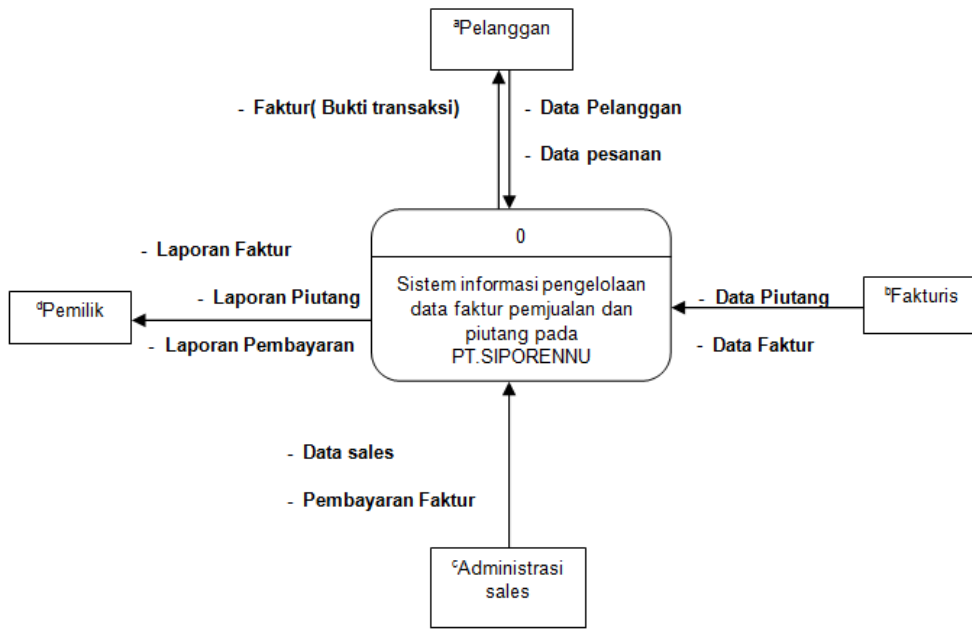 ᵃPelanggan
- Faktur( Bukti transaksi)
- Data Pelanggan
- Data pesanan
0
Sistem informasi pengelolaan
data faktur pemjualan dan
piutang pada
PT.SIPORENNU
- Laporan Faktur
- Laporan Piutang
- Laporan Pembayaran
ᵈPemilik
- Data Piutang
- Data Faktur
ᵇFakturis
- Data sales
- Pembayaran Faktur
ᶜAdministrasi
sales